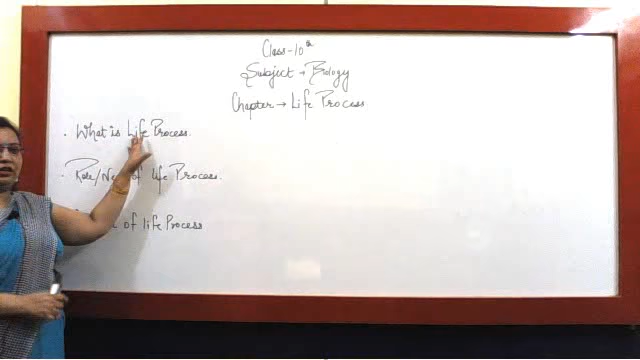 Class-10th
Subject → Biology
Chapter → Life Process
· What is Life Process.
· Role/ of life Process.
of life Process